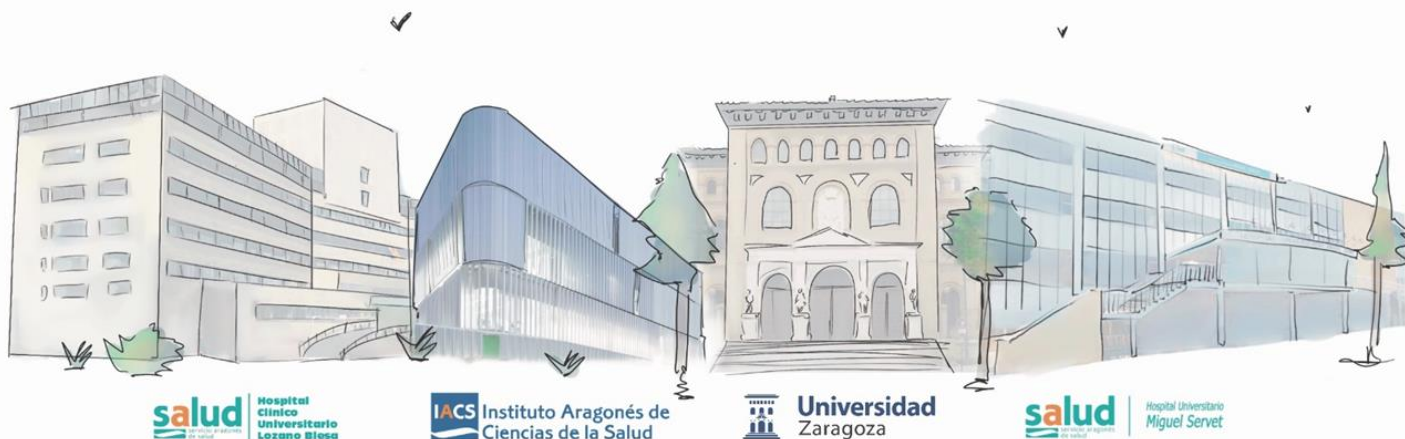 salud
servicio aragonés
de salud
Hospital
Clínico
Universitario
Lozano Blesa
IACS
Instituto Aragonés de
Ciencias de la Salud
Universidad
Zaragoza
salud
servicio aragonés
de salud
Hospital Universitario
Miguel Servet